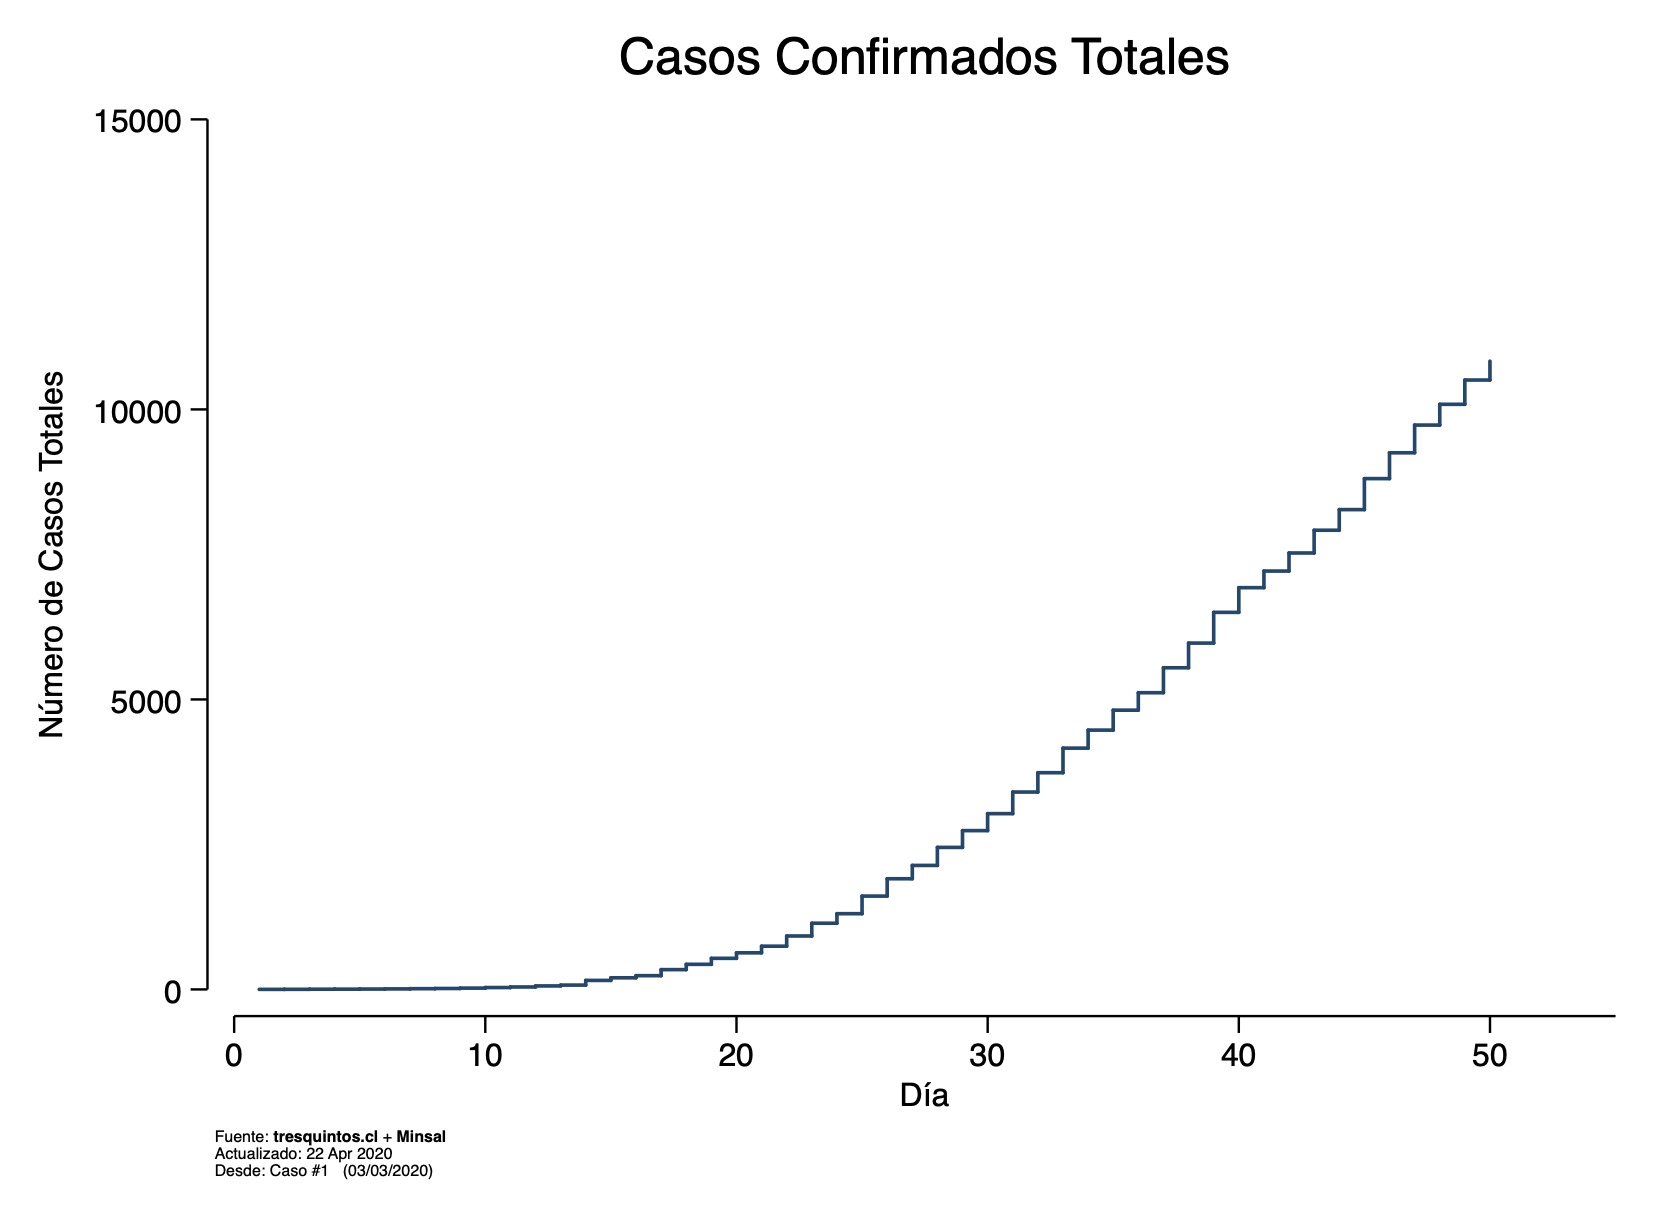 Casos Confirmados Totales
15000
10000
5000
0
Número de Casos Totales
0 10 20 30 40 50
Día
Fuente: tresquintos.cl + Minsal
Actualizado: 22 Apr 2020
Desde: Caso #1 (03/03/2020)